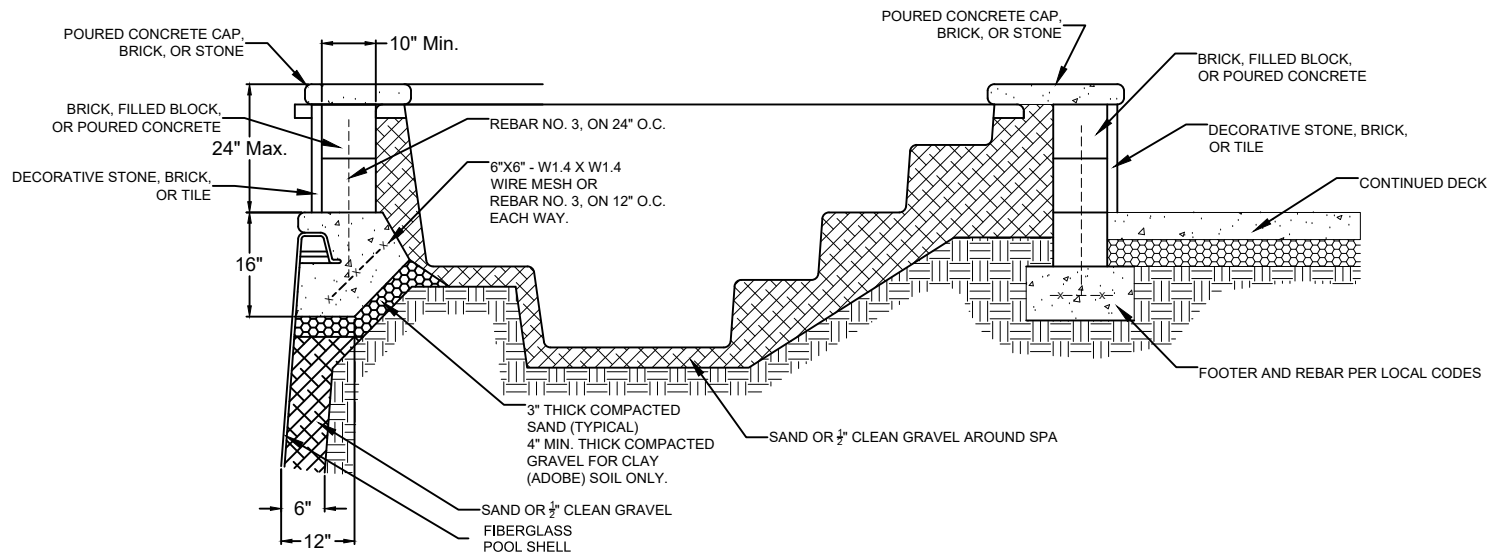 POURED CONCRETE CAP,
BRICK, OR STONE
10" Min.
BRICK, FILLED BLOCK,
OR POURED CONCRETE
24" Max.
DECORATIVE STONE, BRICK,
OR TILE
16"
REBAR NO. 3, ON 24" O.C.
6"X6" - W1.4 X W1.4
WIRE MESH OR
REBAR NO. 3, ON 12" O.C.
EACH WAY.
POURED CONCRETE CAP,
BRICK, OR STONE
BRICK, FILLED BLOCK,
OR POURED CONCRETE
DECORATIVE STONE, BRICK,
OR TILE
CONTINUED DECK
FOOTER AND REBAR PER LOCAL CODES
3" THICK COMPACTED
SAND (TYPICAL)
4" MIN. THICK COMPACTED
GRAVEL FOR CLAY
(ADOBE) SOIL ONLY.
SAND OR 1/2" CLEAN GRAVEL AROUND SPA
SAND OR 1/2" CLEAN GRAVEL
FIBERGLASS
POOL SHELL
6"
12"